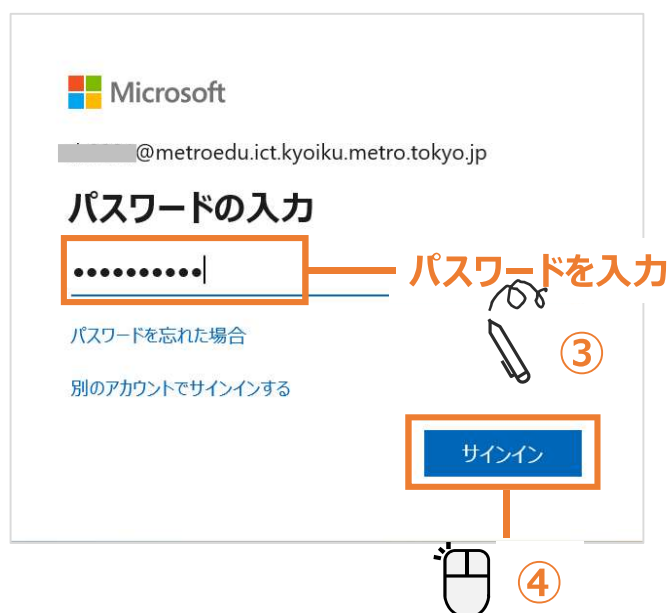 Microsoft
@metroedu.ict.kyoiku.metro.tokyo.jp
パスワードの入力
••••••••••
パスワードを入力
③
パスワードを忘れた場合
別のアカウントでサインインする
サインイン
④